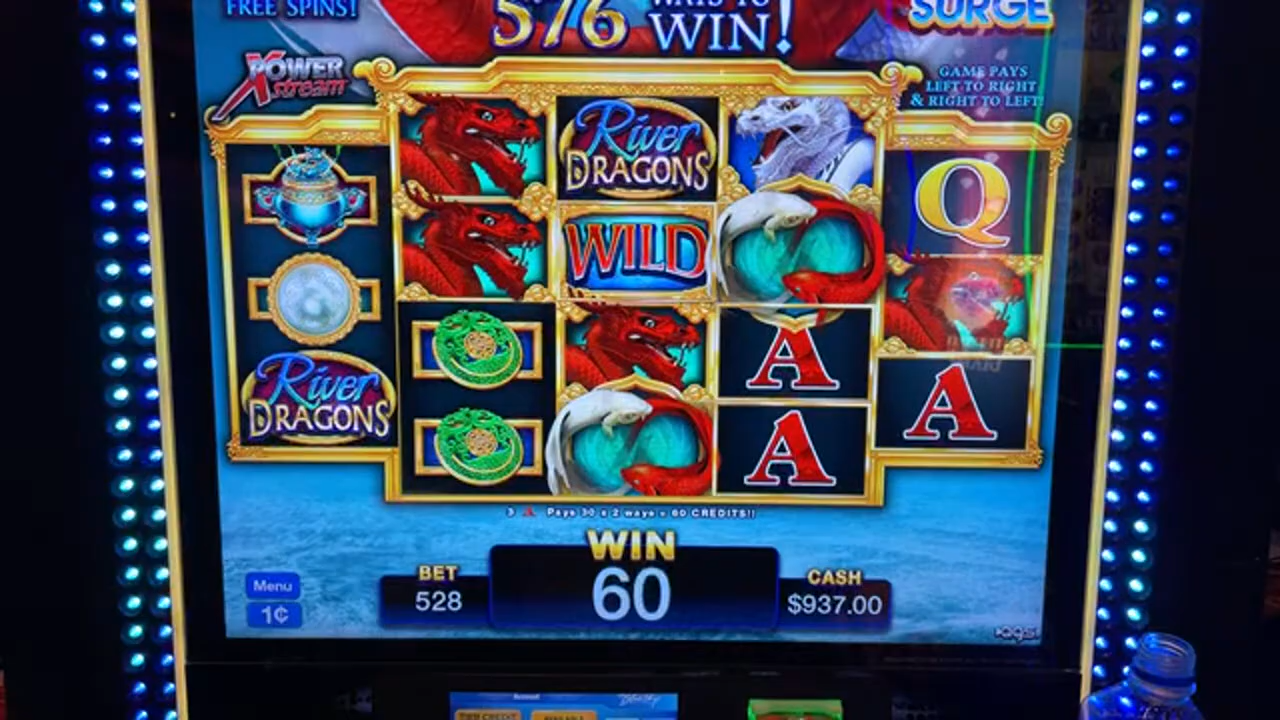 FREE SPINS!
576 WAYS TO WIN!
SURGE
POWER Xstream
GAME PAYS
LEFT TO RIGHT
& RIGHT TO LEFT!
River DRAGONS
WILD
Q
River DRAGONS
A
A
A
3 A Pays 30 x 2 ways = 60 CREDITS!!
WIN
60
BET
528
CASH
$937.00
Menu
1¢
ags